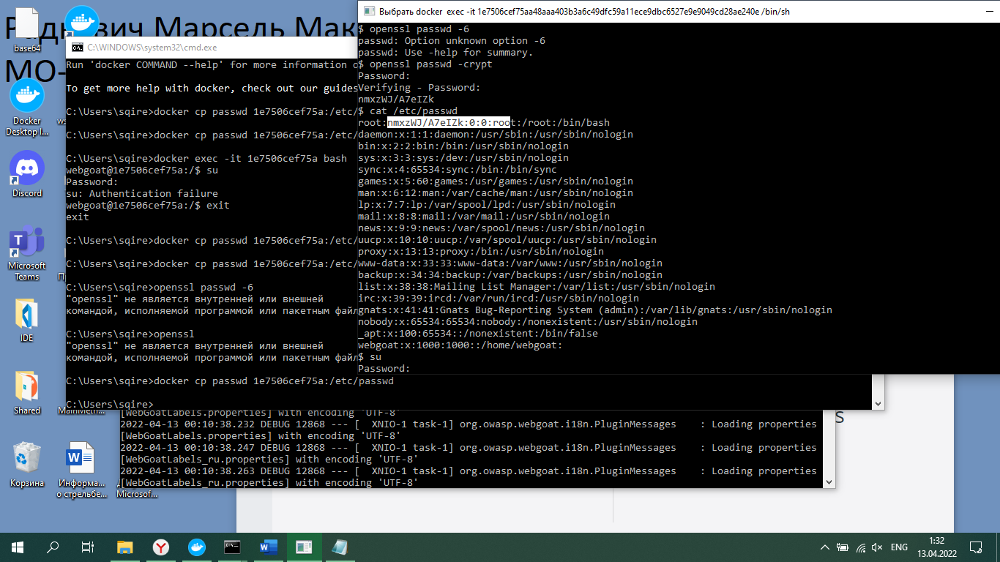 Выбрать docker exec -it 1e7506cef75aa48aaa403b3a6c49dfc59a11ece9dbc6527e9e9049cd28ae240e /bin/sh
$ openssl passwd -6
passwd: Option unknown option -6
passwd: Use -help for summary.
$ openssl passwd -crypt
Password:
Verifying - Password:
nmxzWJ/A7eIZk
$ cat /etc/passwd
root:nmxzWJ/A7eIZk:0:0:root:/root:/bin/bash
daemon:x:1:1:daemon:/usr/sbin:/usr/sbin/nologin
bin:x:2:2:bin:/bin:/usr/sbin/nologin
sys:x:3:3:sys:/dev:/usr/sbin/nologin
sync:x:4:65534:sync:/bin:/bin/sync
games:x:5:60:games:/usr/games:/usr/sbin/nologin
man:x:6:12:man:/var/cache/man:/usr/sbin/nologin
lp:x:7:7:lp:/var/spool/lpd:/usr/sbin/nologin
mail:x:8:8:mail:/var/mail:/usr/sbin/nologin
news:x:9:9:news:/var/spool/news:/usr/sbin/nologin
uucp:x:10:10:uucp:/var/spool/uucp:/usr/sbin/nologin
proxy:x:13:13:proxy:/bin:/usr/sbin/nologin
www-data:x:33:33:www-data:/var/www:/usr/sbin/nologin
backup:x:34:34:backup:/var/backups:/usr/sbin/nologin
list:x:38:38:Mailing List Manager:/var/list:/usr/sbin/nologin
irc:x:39:39:ircd:/var/run/ircd:/usr/sbin/nologin
gnats:x:41:41:Gnats Bug-Reporting System (admin):/var/lib/gnats:/usr/sbin/nologin
nobody:x:65534:65534:nobody:/nonexistent:/usr/sbin/nologin
_apt:x:100:65534::/nonexistent:/bin/false
webgoat:x:1000:1000::/home/webgoat:
$ su
Password:
Марсель
МО-
C:\WINDOWS\system32\cmd.exe
Run 'docker COMMAND --help' for more information
To get more help with docker, check out our guides
C:\Users\sqire>docker cp passwd 1e7506cef75a:/etc/
C:\Users\sqire>docker cp passwd 1e7506cef75a:/etc/
C:\Users\sqire>docker exec -it 1e7506cef75a bash
webgoat@1e7506cef75a:/$ su
Password:
su: Authentication failure
webgoat@1e7506cef75a:/$ exit
exit
C:\Users\sqire>docker cp passwd 1e7506cef75a:/etc/
C:\Users\sqire>docker cp passwd 1e7506cef75a:/etc/
C:\Users\sqire>openssl passwd -6
"openssl" не является внутренней или внешней
командой, исполняемой программой или пакетным файл
C:\Users\sqire>openssl
"openssl" не является внутренней или внешней
командой, исполняемой программой или пакетным файл
C:\Users\sqire>docker cp passwd 1e7506cef75a:/etc/passwd
C:\Users\sqire>
[WebGoatLabels.properties] with encoding 'UTF-8'
2022-04-13 00:10:38.232 DEBUG 12868 --- [  XNIO-1 task-1] org.owasp.webgoat.i18n.PluginMessages    : Loading properties
[WebGoatLabels.properties] with encoding 'UTF-8'
2022-04-13 00:10:38.247 DEBUG 12868 --- [  XNIO-1 task-1] org.owasp.webgoat.i18n.PluginMessages    : Loading properties
[WebGoatLabels_ru.properties] with encoding 'UTF-8'
2022-04-13 00:10:38.263 DEBUG 12868 --- [  XNIO-1 task-1] org.owasp.webgoat.i18n.PluginMessages    : Loading properties
[WebGoatLabels_ru.properties] with encoding 'UTF-8'
base64
Docker
Desktop I...
Discord
Microsoft
Teams
IDE
Shared
Корзина
Информа...
о стрельбе...
Microsof...
ENG
1:32
13.04.2022